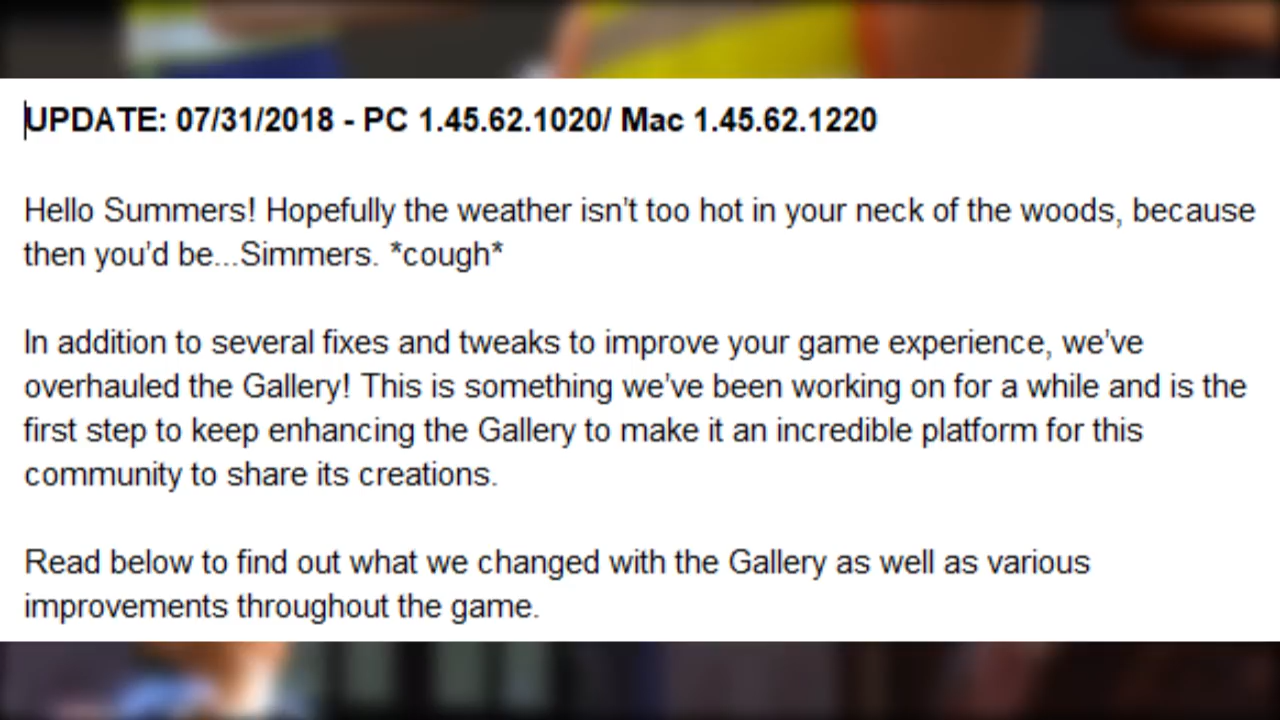 UPDATE: 07/31/2018 - PC 1.45.62.1020/ Mac 1.45.62.1220
Hello Summers! Hopefully the weather isn't too hot in your neck of the woods, because
then you'd be...Simmers. *cough*
In addition to several fixes and tweaks to improve your game experience, we've
overhauled the Gallery! This is something we've been working on for a while and is the
first step to keep enhancing the Gallery to make it an incredible platform for this
community to share its creations.
Read below to find out what we changed with the Gallery as well as various
improvements throughout the game.